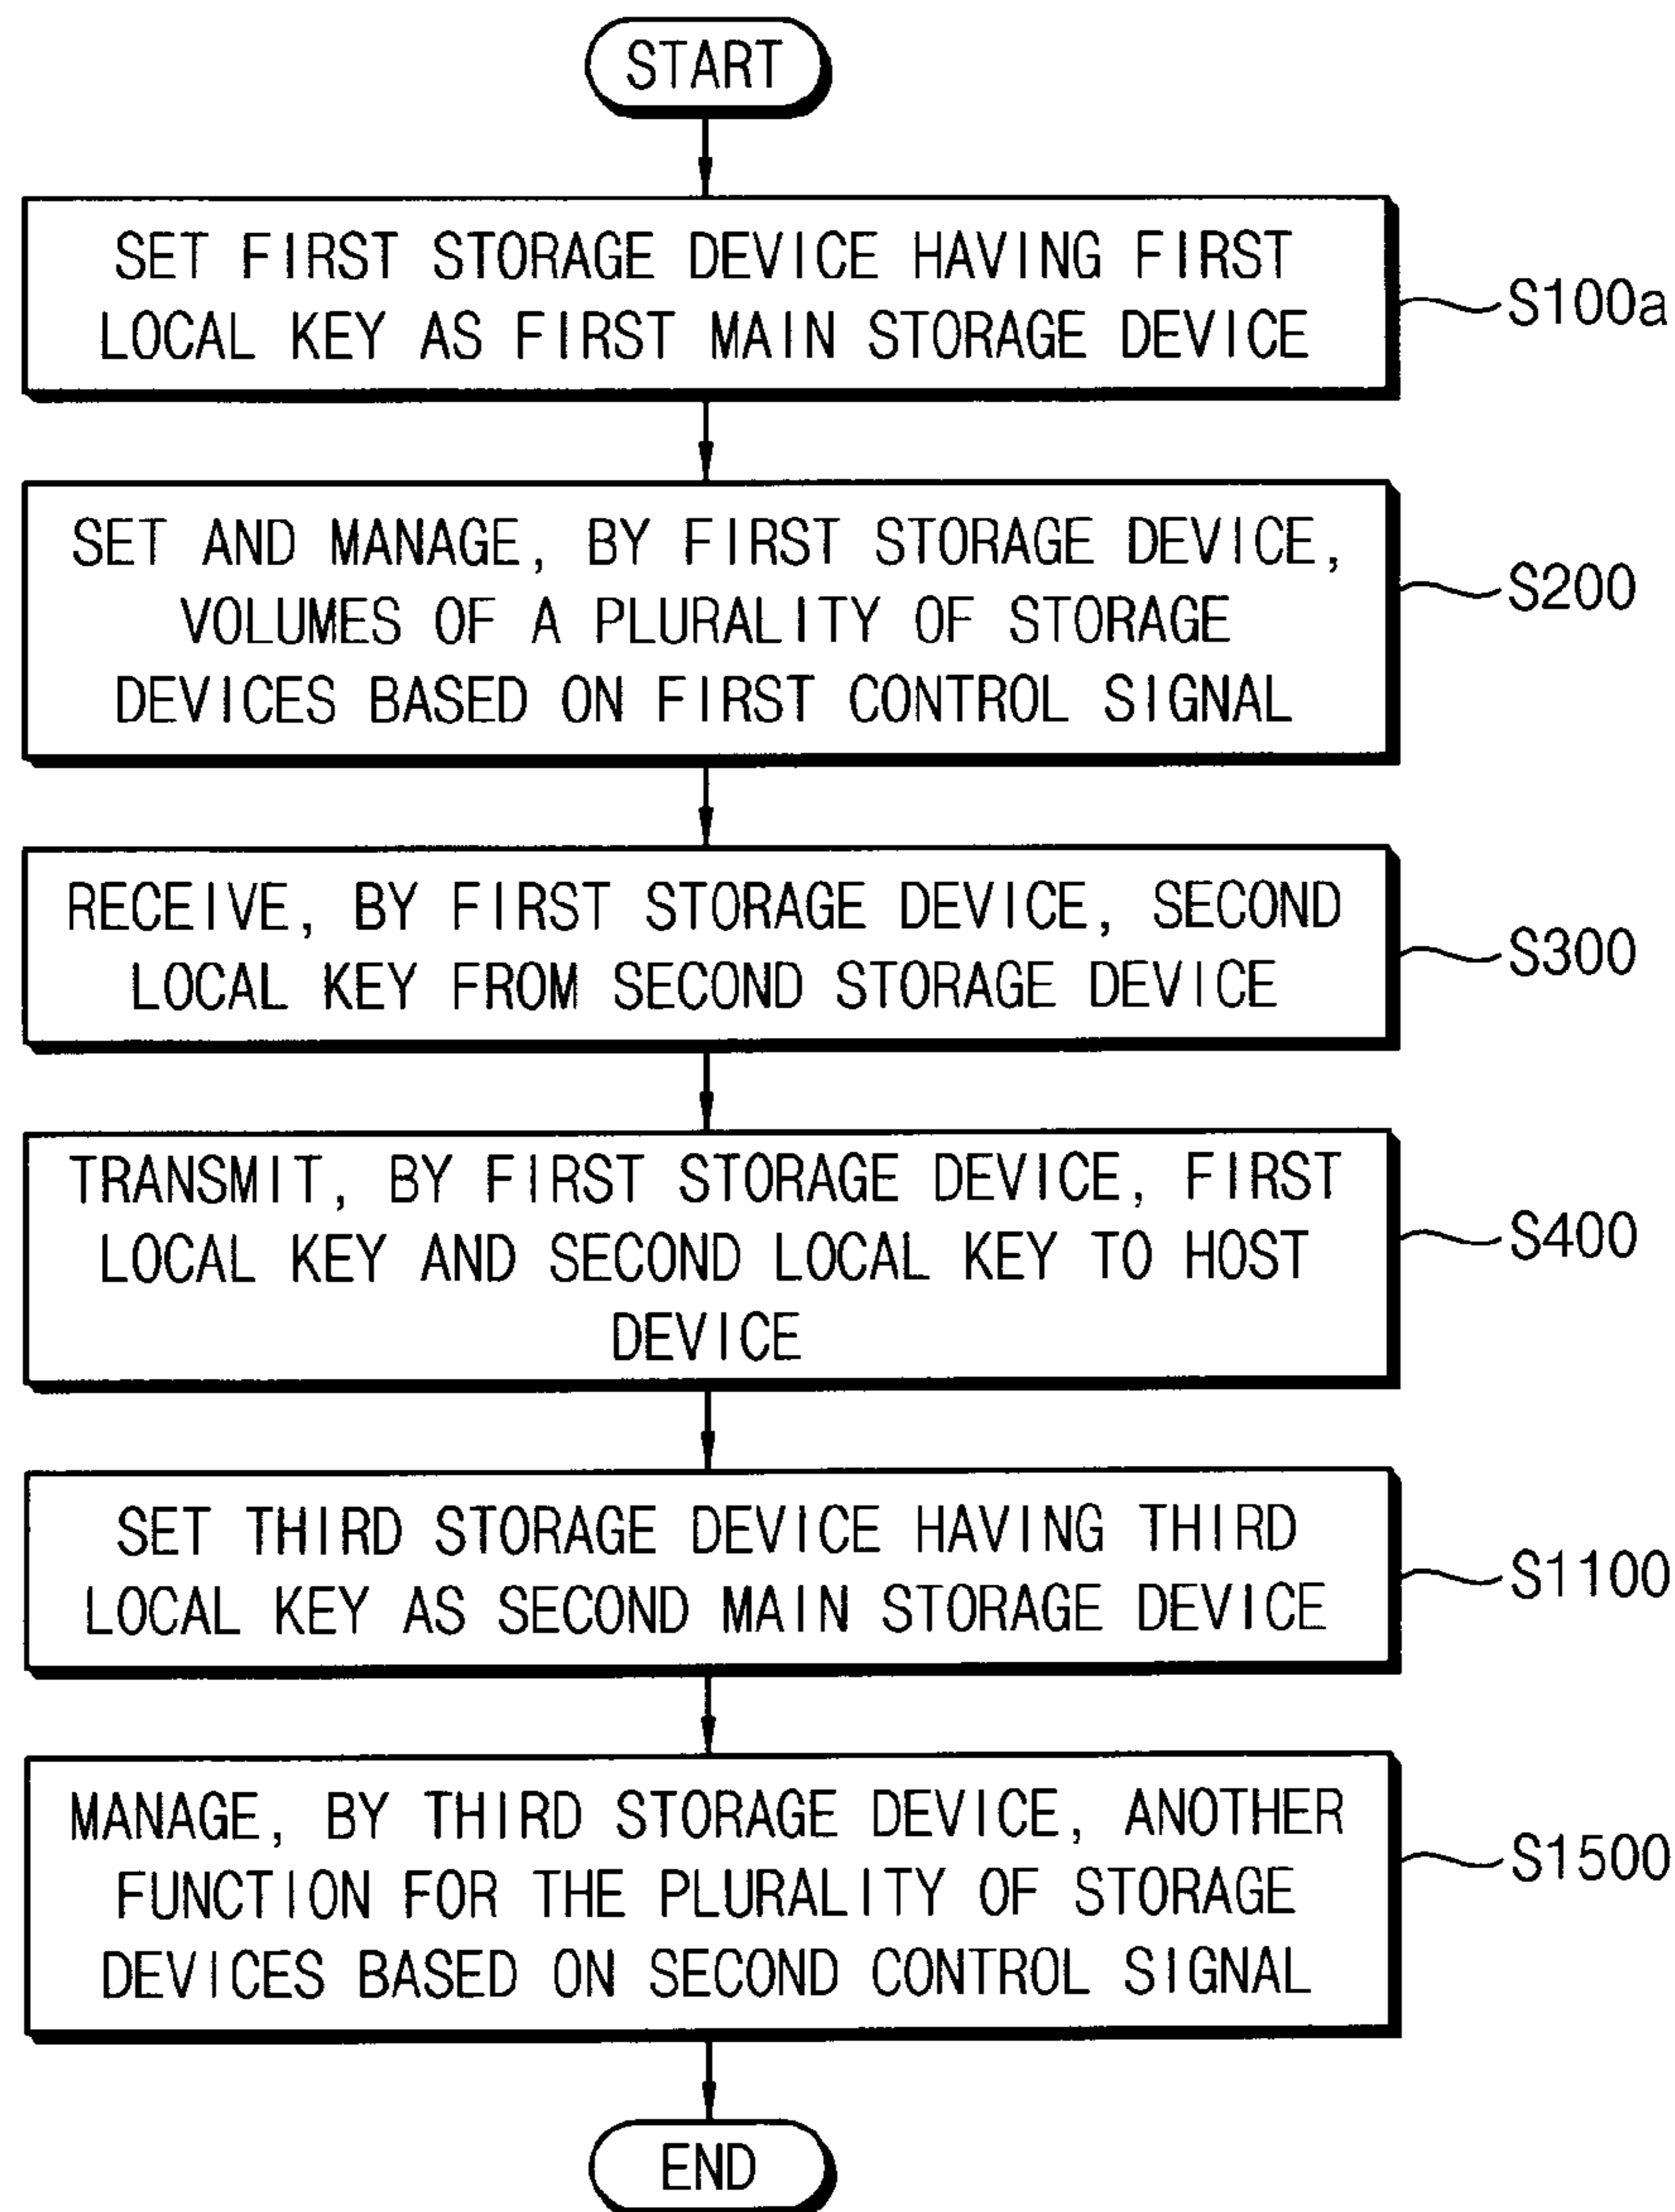 START
SET FIRST STORAGE DEVICE HAVING FIRST
LOCAL KEY AS FIRST MAIN STORAGE DEVICE
S100a
SET AND MANAGE, BY FIRST STORAGE DEVICE,
VOLUMES OF A PLURALITY OF STORAGE
DEVICES BASED ON FIRST CONTROL SIGNAL
S200
RECEIVE, BY FIRST STORAGE DEVICE, SECOND
LOCAL KEY FROM SECOND STORAGE DEVICE
S300
TRANSMIT, BY FIRST STORAGE DEVICE, FIRST
LOCAL KEY AND SECOND LOCAL KEY TO HOST
DEVICE
S400
SET THIRD STORAGE DEVICE HAVING THIRD
LOCAL KEY AS SECOND MAIN STORAGE DEVICE
S1100
MANAGE, BY THIRD STORAGE DEVICE, ANOTHER
FUNCTION FOR THE PLURALITY OF STORAGE
DEVICES BASED ON SECOND CONTROL SIGNAL
S1500
END